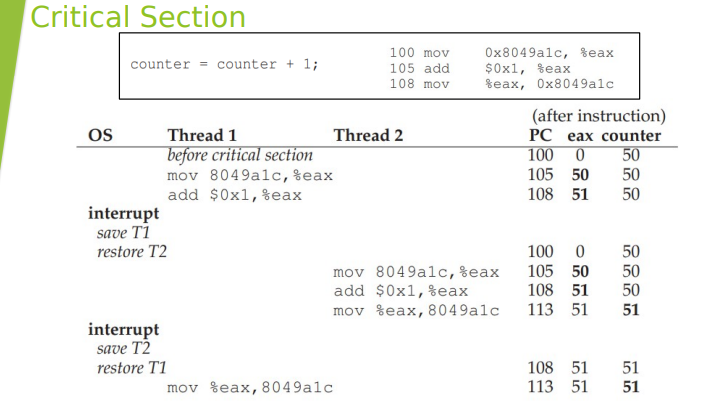 Critical Section
counter = counter + 1;
100 mov 0x8049a1c, %eax
105 add $0x1, %eax
108 mov %eax, 0x8049a1c
(after instruction)
OS Thread 1 Thread 2 PC eax counter
before critical section 100 0 50
mov 8049a1c,%eax 105 50 50
add $0x1,%eax 108 51 50
interrupt
save T1
restore T2 100 0 50
mov 8049a1c,%eax 105 50 50
add $0x1,%eax 108 51 50
mov %eax,8049a1c 113 51 51
interrupt
save T2
restore T1 108 51 51
mov %eax,8049a1c 113 51 51